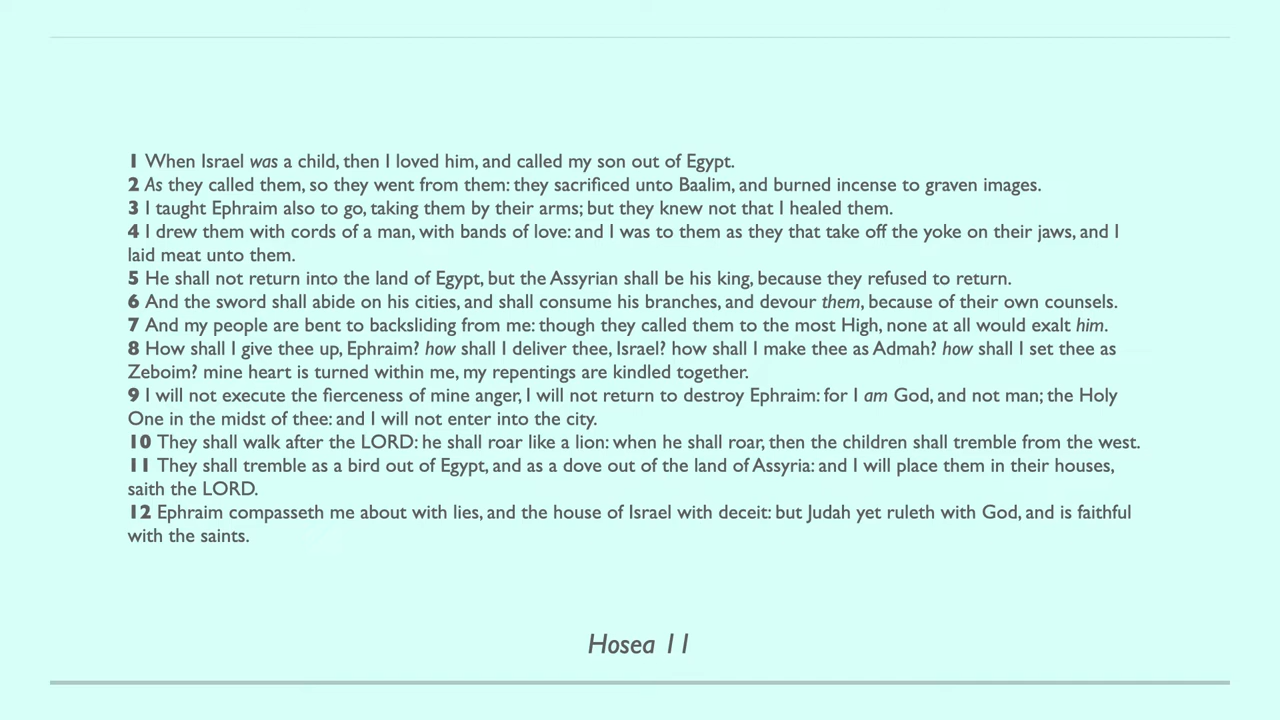 1 When Israel was a child, then I loved him, and called my son out of Egypt.
2 As they called them, so they went from them: they sacrificed unto Baalim, and burned incense to graven images.
3 I taught Ephraim also to go, taking them by their arms; but they knew not that I healed them.
4 I drew them with cords of a man, with bands of love: and I was to them as they that take off the yoke on their jaws, and I
laid meat unto them.
5 He shall not return into the land of Egypt, but the Assyrian shall be his king, because they refused to return.
6 And the sword shall abide on his cities, and shall consume his branches, and devour them, because of their own counsels.
7 And my people are bent to backsliding from me: though they called them to the most High, none at all would exalt him.
8 How shall I give thee up, Ephraim? how shall I deliver thee, Israel? how shall I make thee as Admah? how shall I set thee as
Zeboim? mine heart is turned within me, my repentings are kindled together.
9 I will not execute the fierceness of mine anger, I will not return to destroy Ephraim: for I am God, and not man; the Holy
One in the midst of thee: and I will not enter into the city.
10 They shall walk after the LORD: he shall roar like a lion: when he shall roar, then the children shall tremble from the west.
11 They shall tremble as a bird out of Egypt, and as a dove out of the land of Assyria: and I will place them in their houses,
saith the LORD.
12 Ephraim compasseth me about with lies, and the house of Israel with deceit: but Judah yet ruleth with God, and is faithful
with the saints.
Hosea 11